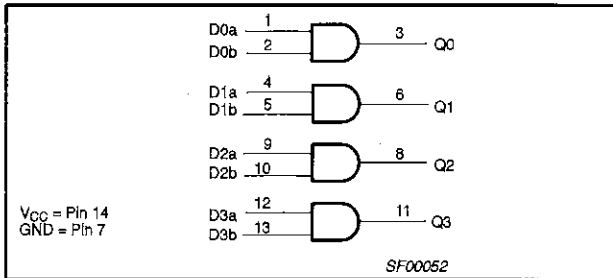 D0a 1
D0b 2
3 Q0
D1a 4
D1b 5
6 Q1
D2a 9
D2b 10
8 Q2
D3a 12
D3b 13
11 Q3
VCC = Pin 14
GND = Pin 7
SF00052